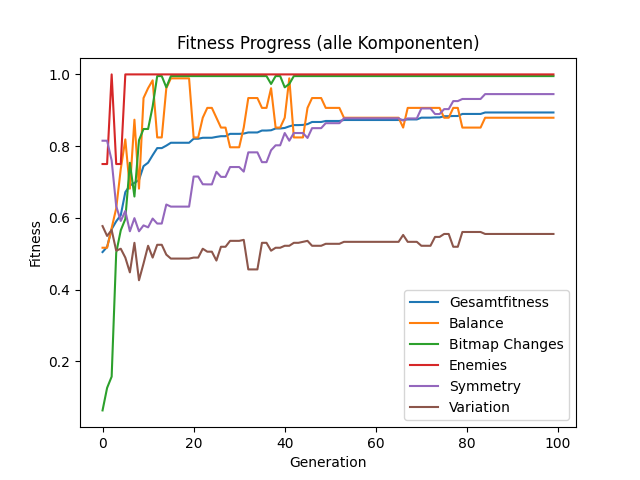 Fitness Progress (alle Komponenten)
1.0
0.8
0.6
0.4
0.2
Fitness
0
20
40
60
80
100
Generation
Gesamtfitness
Balance
Bitmap Changes
Enemies
Symmetry
Variation